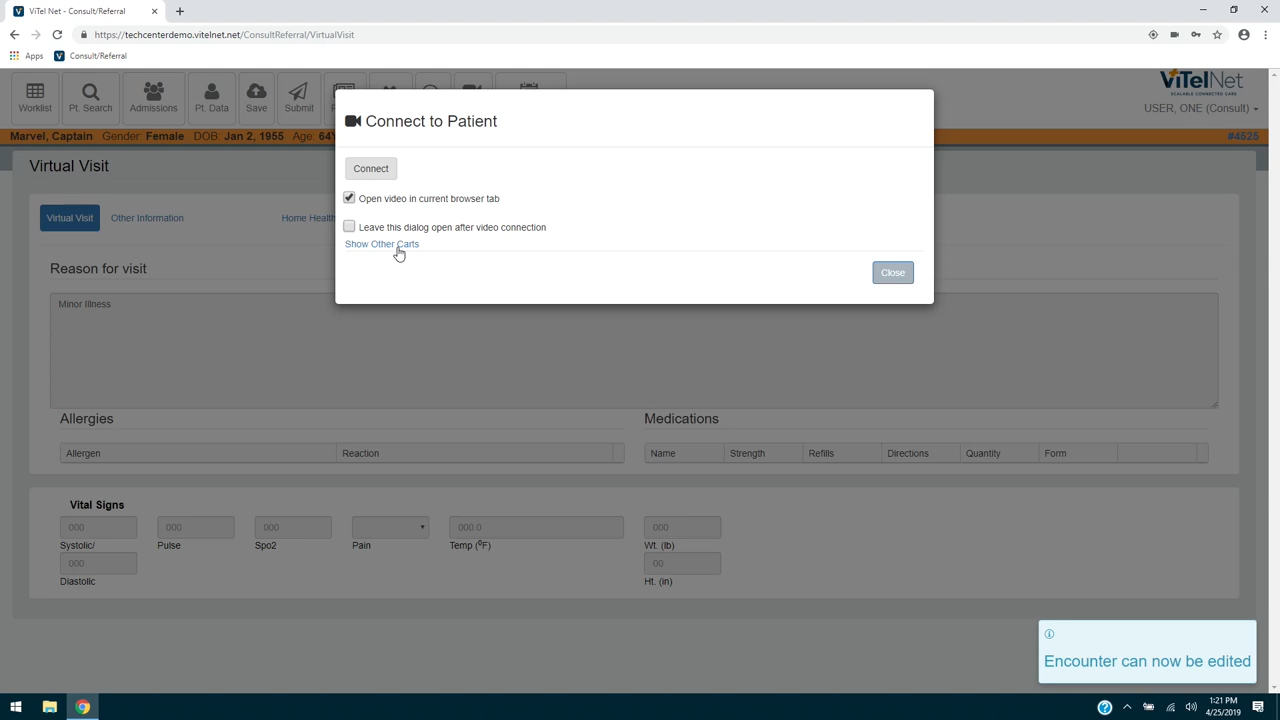 ViTel Net - Consult/Referral
https://techcenterdemo.vitelnet.net/ConsultReferral/VirtualVisit
Apps
Consult/Referral
Worklist
Pt. Search
Admissions
Pt. Data
Save
Submit
ViTelNet
SCALABLE CONNECTED CARE
USER, ONE (Consult)
Marvel, Captain Gender: Female DOB: Jan 2, 1955 Age: 64Y
#4525
Connect to Patient
Connect
Open video in current browser tab
Leave this dialog open after video connection
Show Other Carts
Close
Virtual Visit
Virtual Visit
Other Information
Home Health
Reason for visit
Minor Illness
Allergies
Medications
Allergen
Reaction
Name
Strength
Refills
Directions
Quantity
Form
Vital Signs
000
000
000
000.0
000
Systolic/
Pulse
Spo2
Pain
Temp (⁰F)
Wt. (lb)
000
00
Diastolic
Ht. (in)
Encounter can now be edited
1:21 PM
4/25/2019